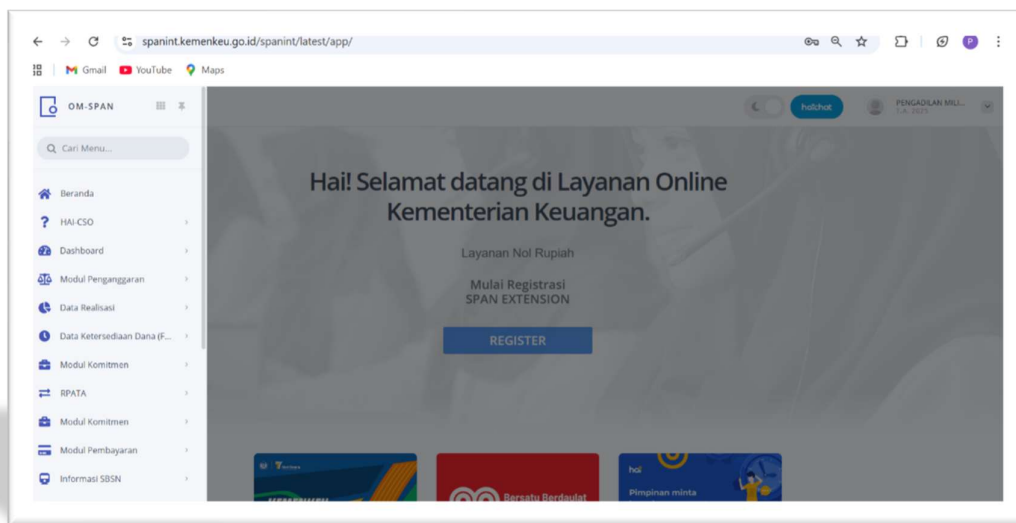 spanint.kemenkeu.go.id/spanint/latest/app/
Gmail YouTube Maps
OM-SPAN
haichat
PENGADILAN MILI...
Cari Menu...
Beranda
HAI-CSO
Dashboard
Modul Penganggaran
Data Realisasi
Data Ketersediaan Dana (F...
Modul Komitmen
RPATA
Modul Komitmen
Modul Pembayaran
Informasi SBSN
Hai! Selamat datang di Layanan Online
Kementerian Keuangan.
Layanan Nol Rupiah
Mulai Registrasi
SPAN EXTENSION
REGISTER
KEMENKEU
Bersatu Berdaulat
hai
Pimpinan minta